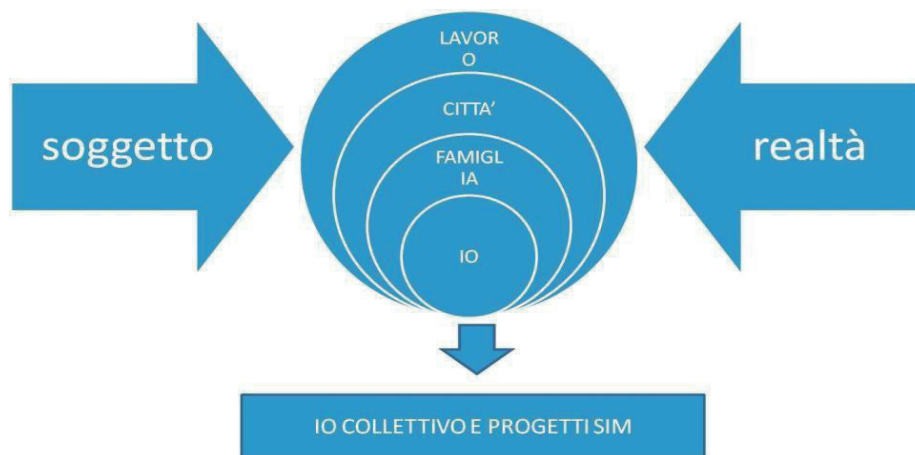 LAVOR
O
CITTA'
soggetto
realtà
FAMIGL
IA
IO
IO COLLETTIVO E PROGETTI SIM